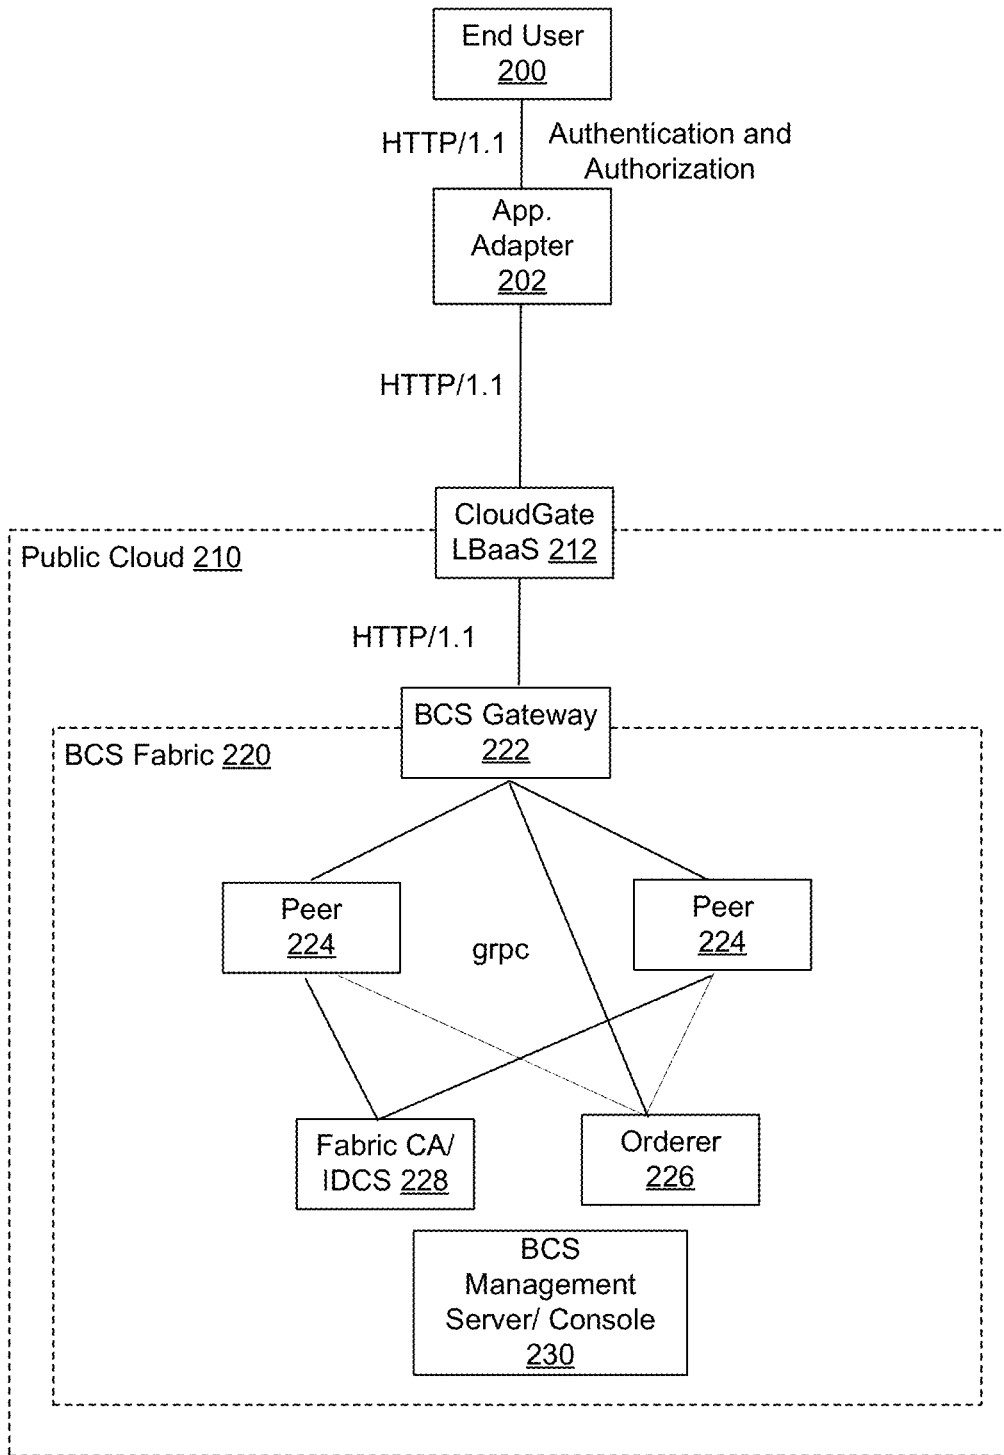 End User
200
HTTP/1.1
Authentication and
Authorization
App.
Adapter
202
HTTP/1.1
CloudGate
LBaaS 212
Public Cloud 210
HTTP/1.1
BCS Gateway
222
BCS Fabric 220
Peer
224
Peer
224
grpc
Fabric CA/
IDCS 228
Orderer
226
BCS
Management
Server/ Console
230